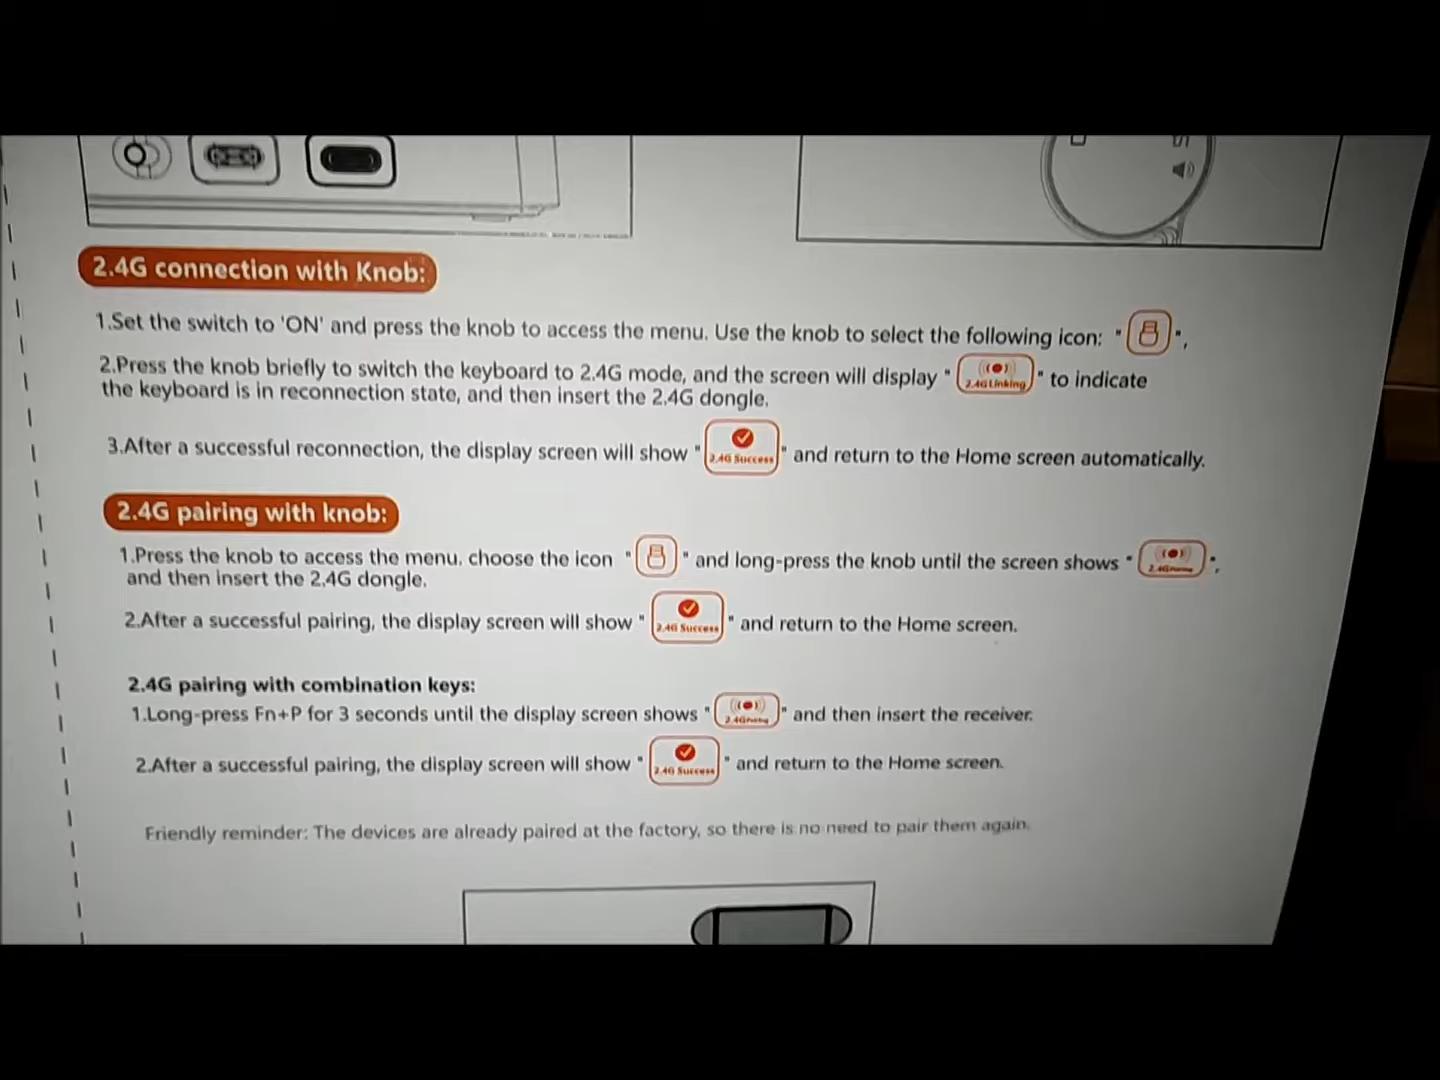 2.4G connection with Knob:
1.Set the switch to 'ON' and press the knob to access the menu. Use the knob to select the following icon: " ",
2.Press the knob briefly to switch the keyboard to 2.4G mode, and the screen will display "2.4G Linking" to indicate
the keyboard is in reconnection state, and then insert the 2.4G dongle.
3.After a successful reconnection, the display screen will show "2.4G Success" and return to the Home screen automatically.
2.4G pairing with knob:
1.Press the knob to access the menu, choose the icon " " and long-press the knob until the screen shows "2.4G Pairing",
and then insert the 2.4G dongle.
2.After a successful pairing, the display screen will show "2.4G Success" and return to the Home screen.
2.4G pairing with combination keys:
1.Long-press Fn+P for 3 seconds until the display screen shows "2.4G Pairing" and then insert the receiver.
2.After a successful pairing, the display screen will show "2.4G Success" and return to the Home screen.
Friendly reminder: The devices are already paired at the factory, so there is no need to pair them again.